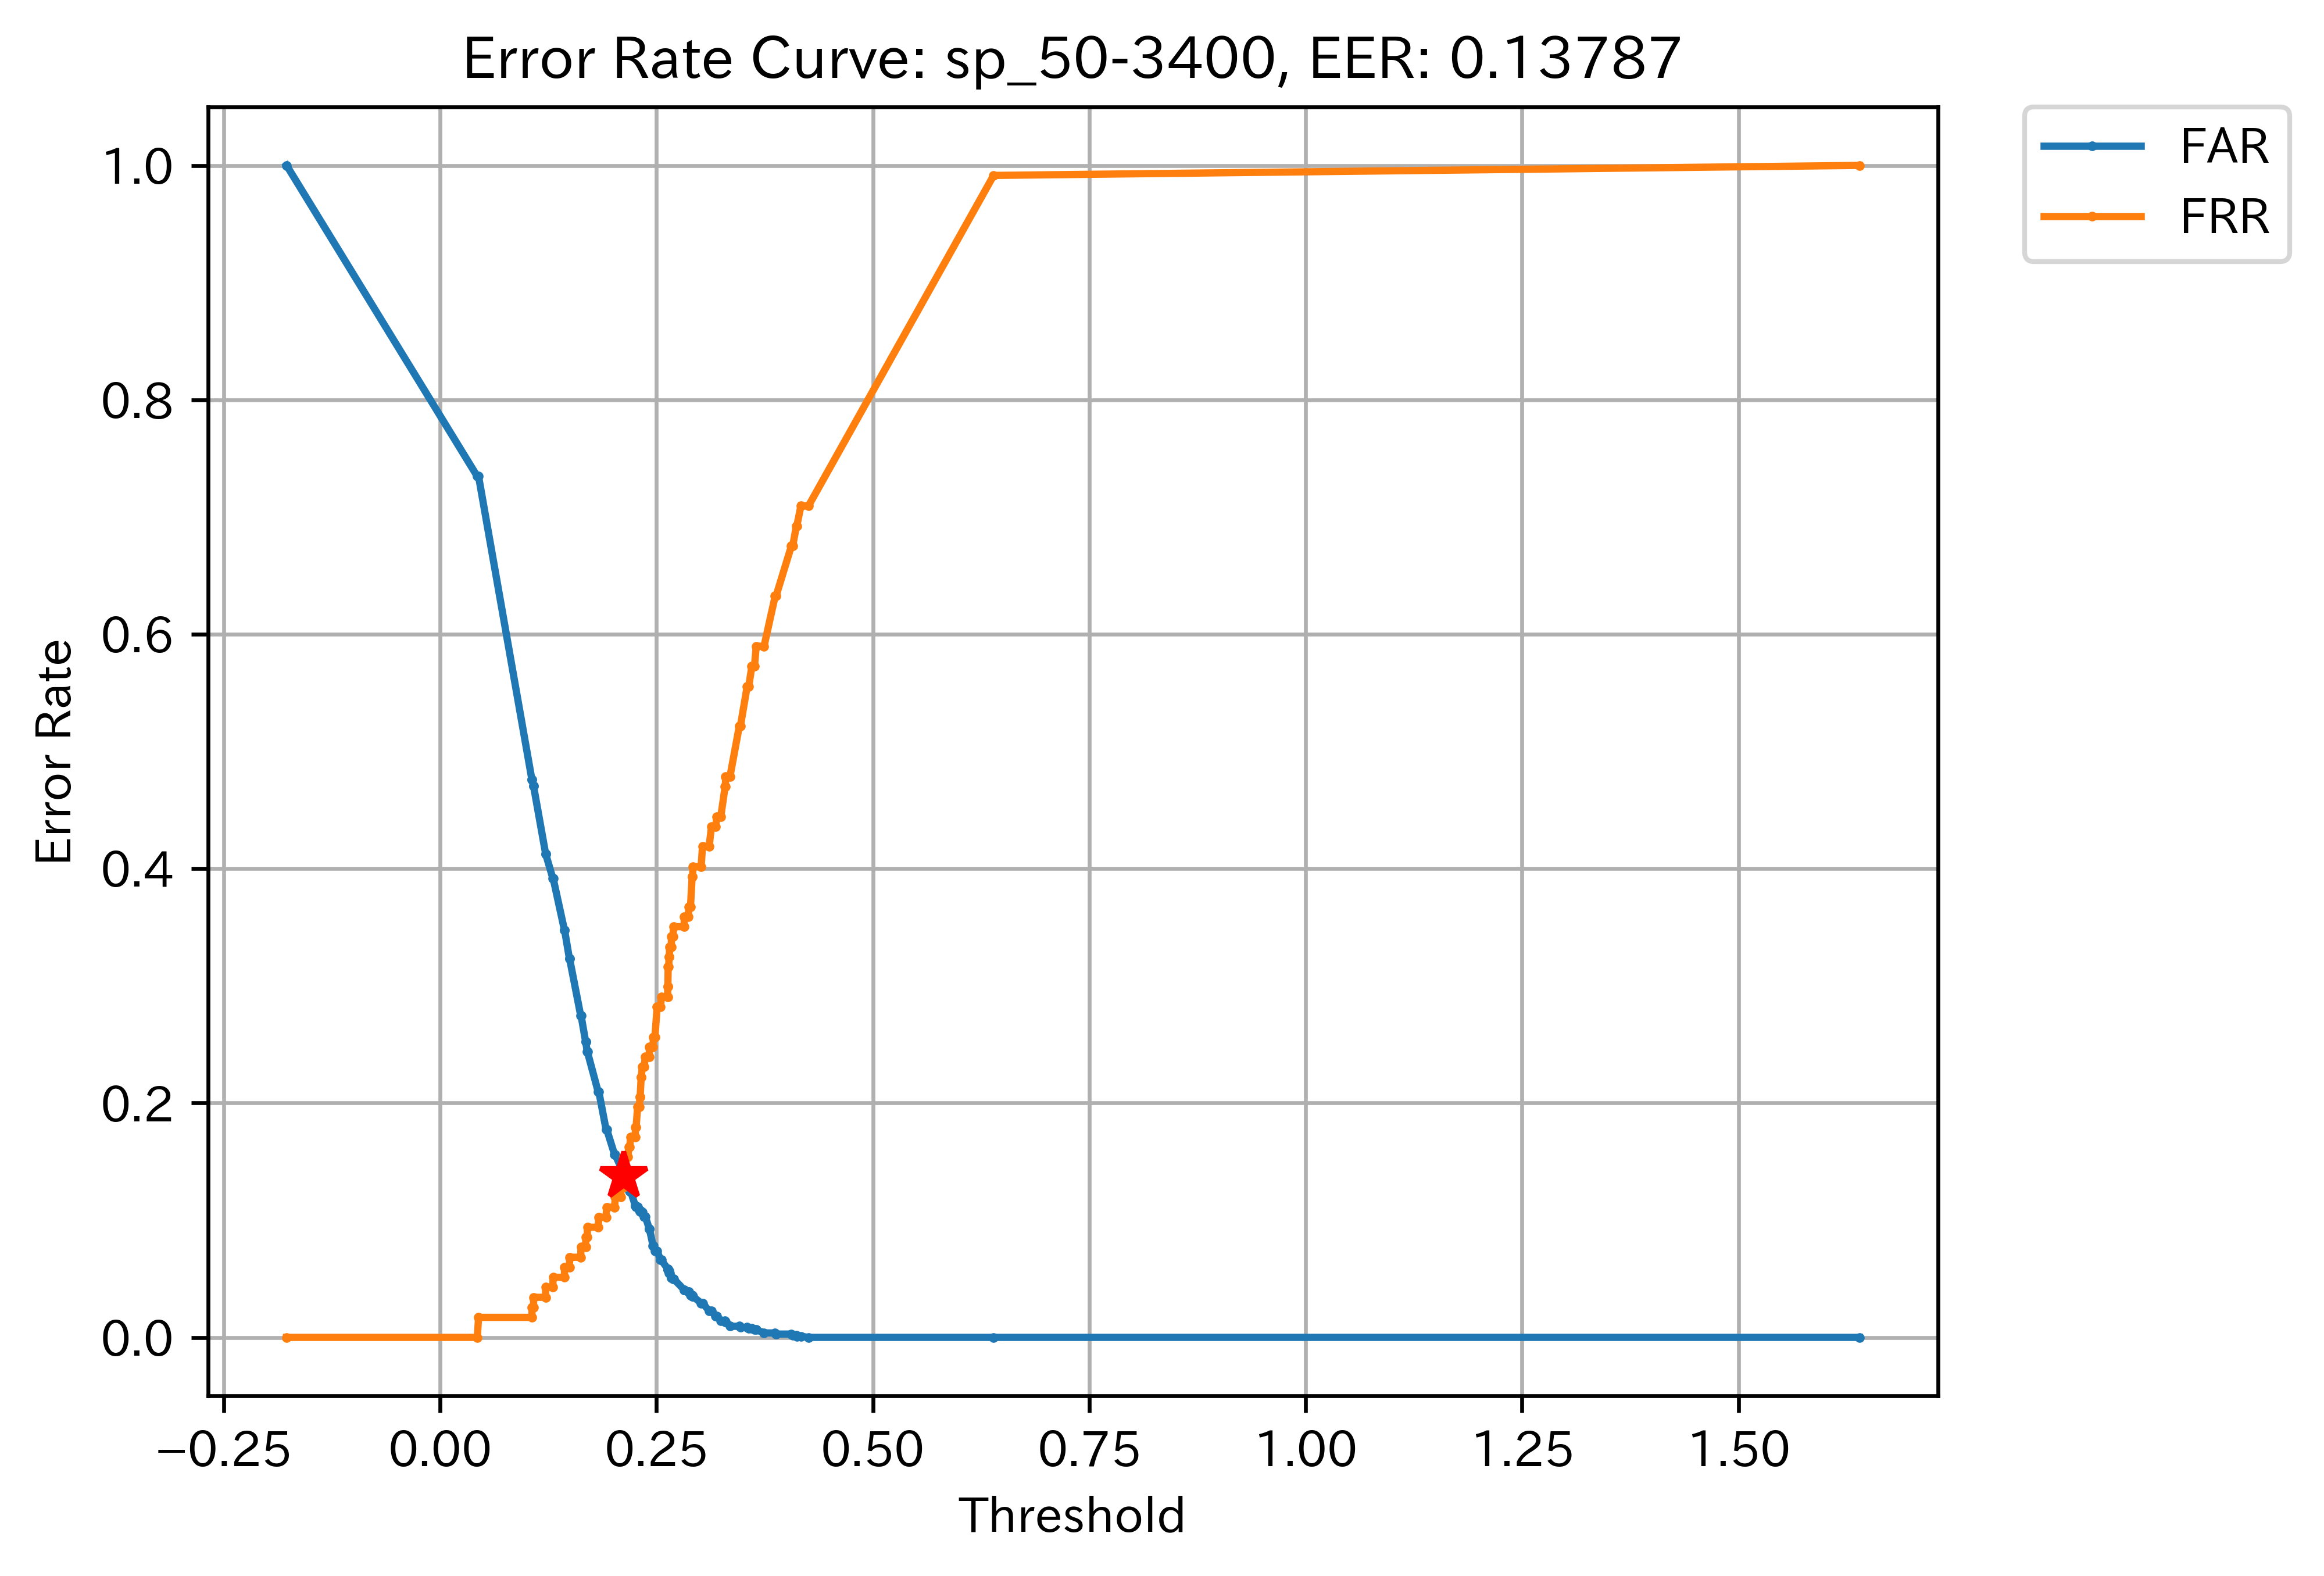 Error Rate Curve: sp_50-3400, EER: 0.13787
FAR
FRR
1.0
0.8
0.6
0.4
0.2
0.0
Error Rate
−0.25 0.00 0.25 0.50 0.75 1.00 1.25 1.50
Threshold